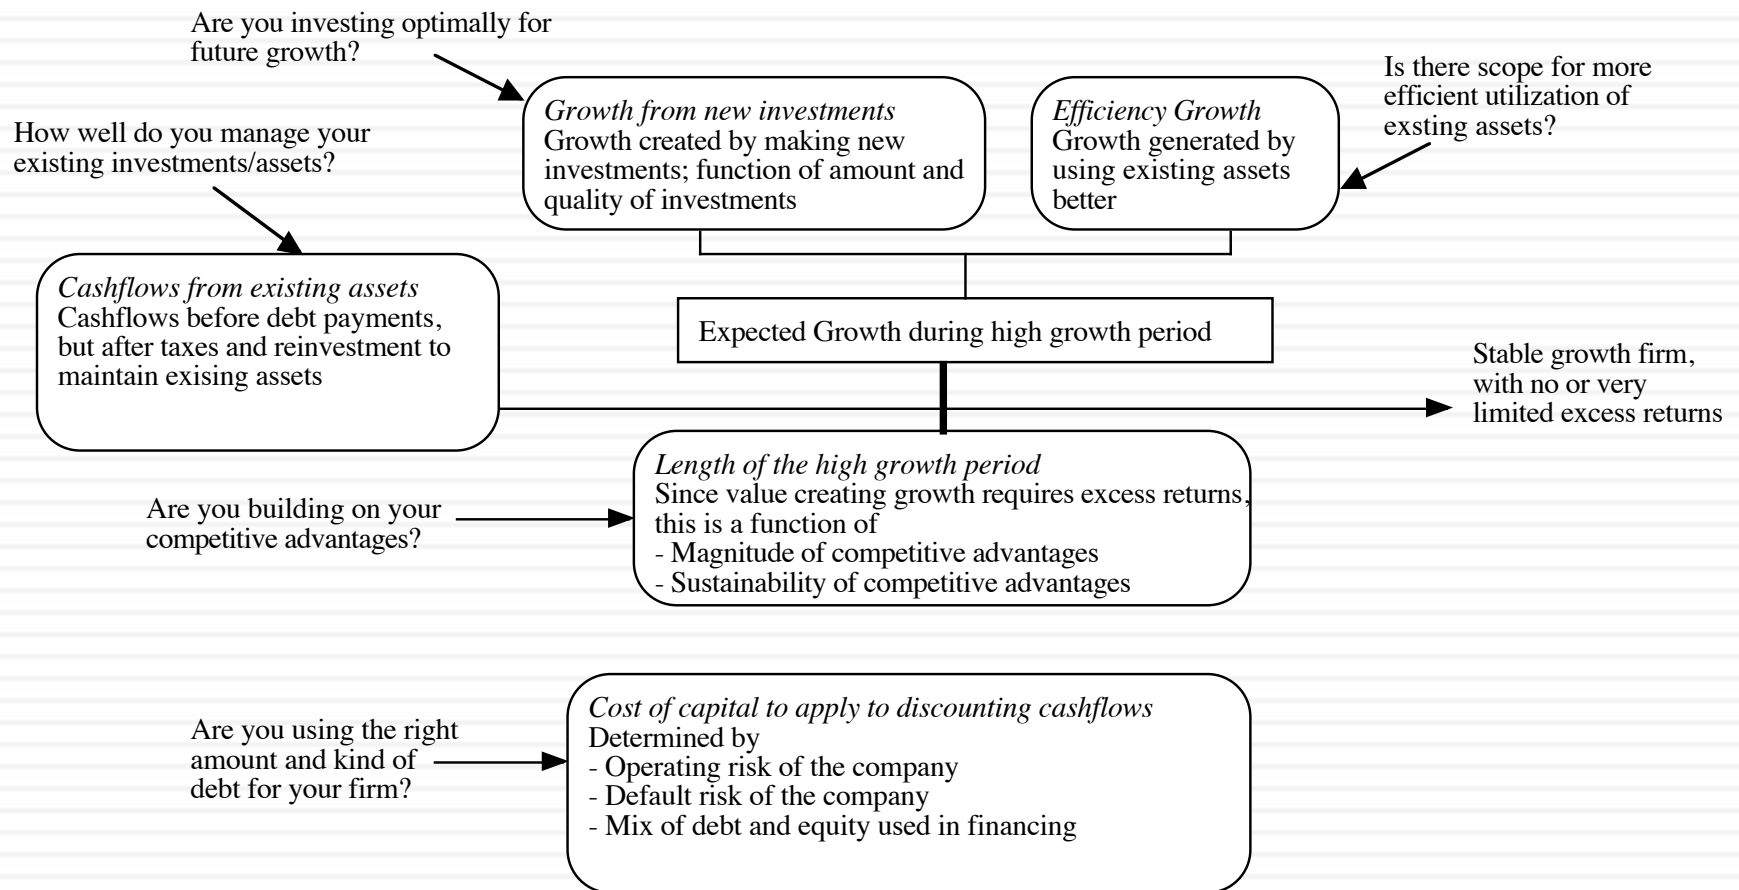 Are you investing optimally for
future growth?
Growth from new investments
Growth created by making new
investments; function of amount and
quality of investments
Efficiency Growth
Growth generated by
using existing assets
better
Is there scope for more
efficient utilization of
exsting assets?
How well do you manage your
existing investments/assets?
Cashflows from existing assets
Cashflows before debt payments,
but after taxes and reinvestment to
maintain exising assets
Expected Growth during high growth period
Stable growth firm,
with no or very
limited excess returns
Length of the high growth period
Since value creating growth requires excess returns,
this is a function of
- Magnitude of competitive advantages
- Sustainability of competitive advantages
Are you building on your
competitive advantages?
Cost of capital to apply to discounting cashflows
Determined by
- Operating risk of the company
- Default risk of the company
- Mix of debt and equity used in financing
Are you using the right
amount and kind of
debt for your firm?